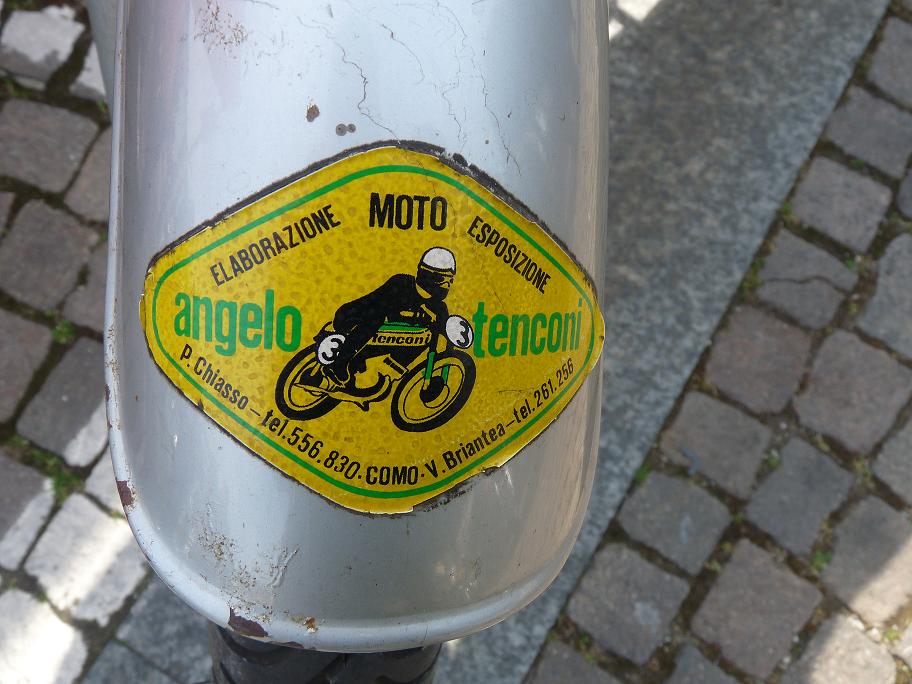 MOTO
ELABORAZIONE ESPOSIZIONE
angelo tenconi
tenconi
3 3
P. Chiasso - tel. 556.830 - COMO - V. Briantea - tel. 261.256